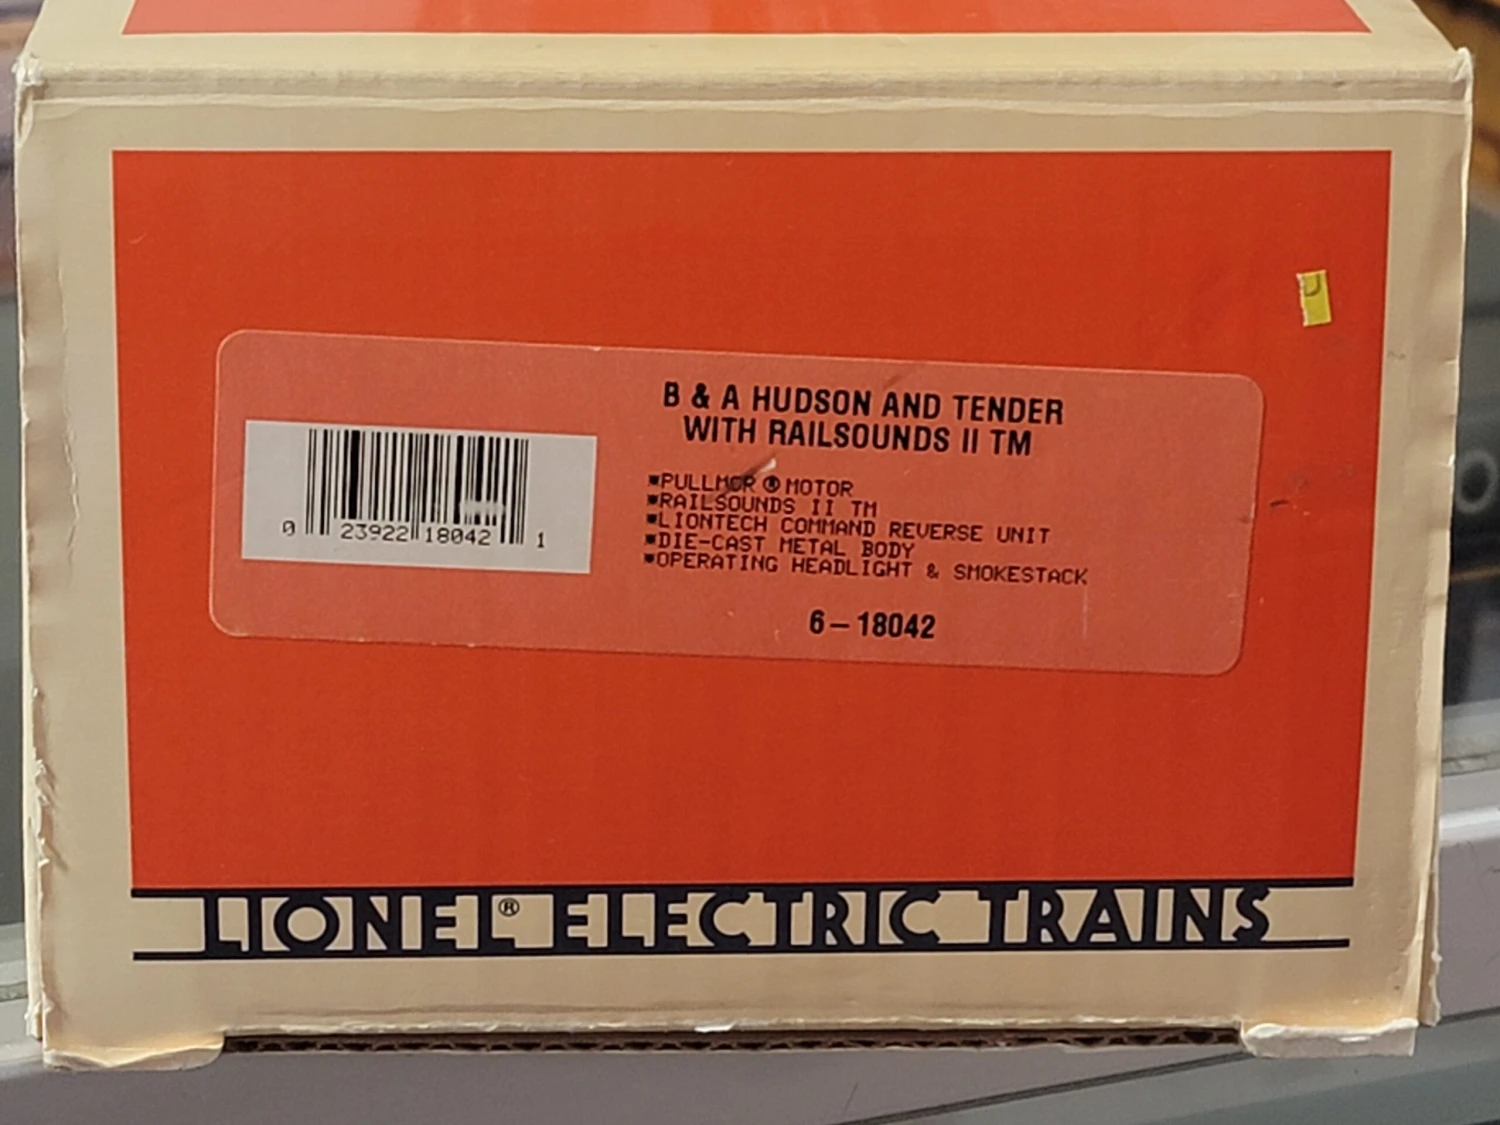 B & A HUDSON AND TENDER
WITH RAILSOUNDS II TM
▪PULLMOR ® MOTOR
▪RAILSOUNDS II TM
▪LIONTECH COMMAND REVERSE UNIT
▪DIE-CAST METAL BODY
▪OPERATING HEADLIGHT & SMOKESTACK
0 23922 18042 1
6-18042
LIONEL® ELECTRIC TRAINS